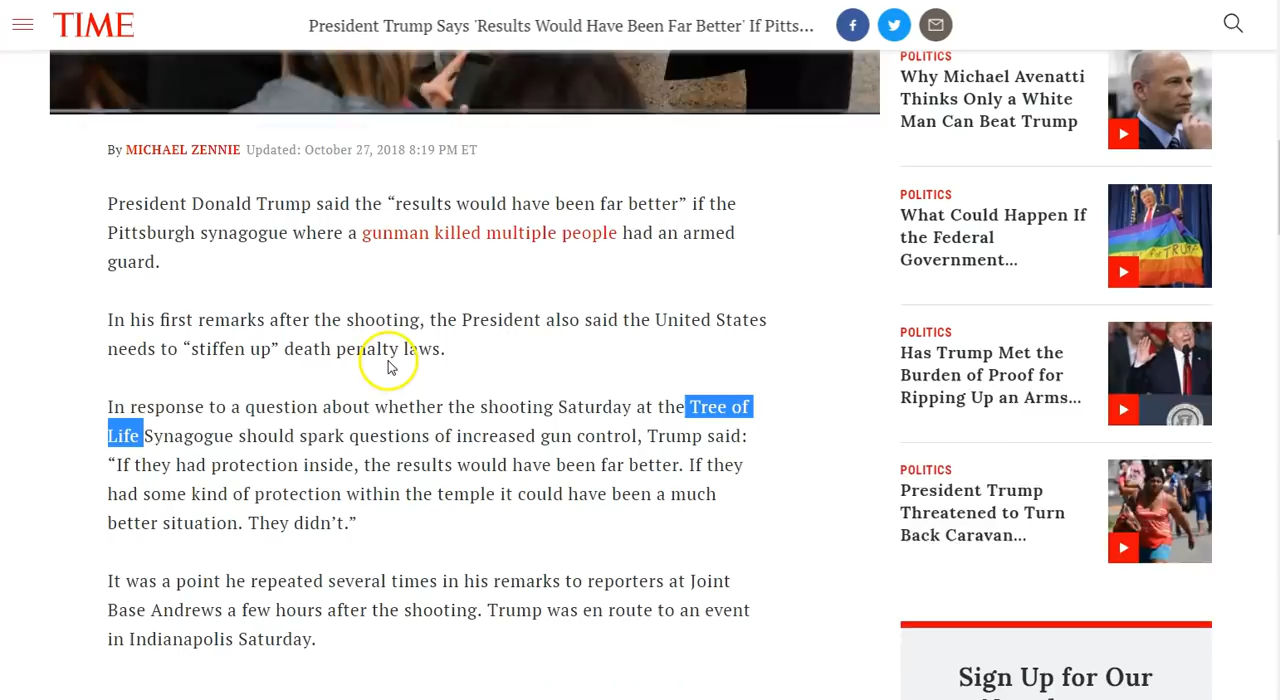 TIME
President Trump Says 'Results Would Have Been Far Better' If Pitts...
By MICHAEL ZENNIE Updated: October 27, 2018 8:19 PM ET
President Donald Trump said the “results would have been far better” if the
Pittsburgh synagogue where a gunman killed multiple people had an armed
guard.
In his first remarks after the shooting, the President also said the United States
needs to “stiffen up” death penalty laws.
In response to a question about whether the shooting Saturday at the Tree of
Life Synagogue should spark questions of increased gun control, Trump said:
“If they had protection inside, the results would have been far better. If they
had some kind of protection within the temple it could have been a much
better situation. They didn’t.”
It was a point he repeated several times in his remarks to reporters at Joint
Base Andrews a few hours after the shooting. Trump was en route to an event
in Indianapolis Saturday.
POLITICS
Why Michael Avenatti
Thinks Only a White
Man Can Beat Trump
POLITICS
What Could Happen If
the Federal
Government...
POLITICS
Has Trump Met the
Burden of Proof for
Ripping Up an Arms...
POLITICS
President Trump
Threatened to Turn
Back Caravan...
Sign Up for Our